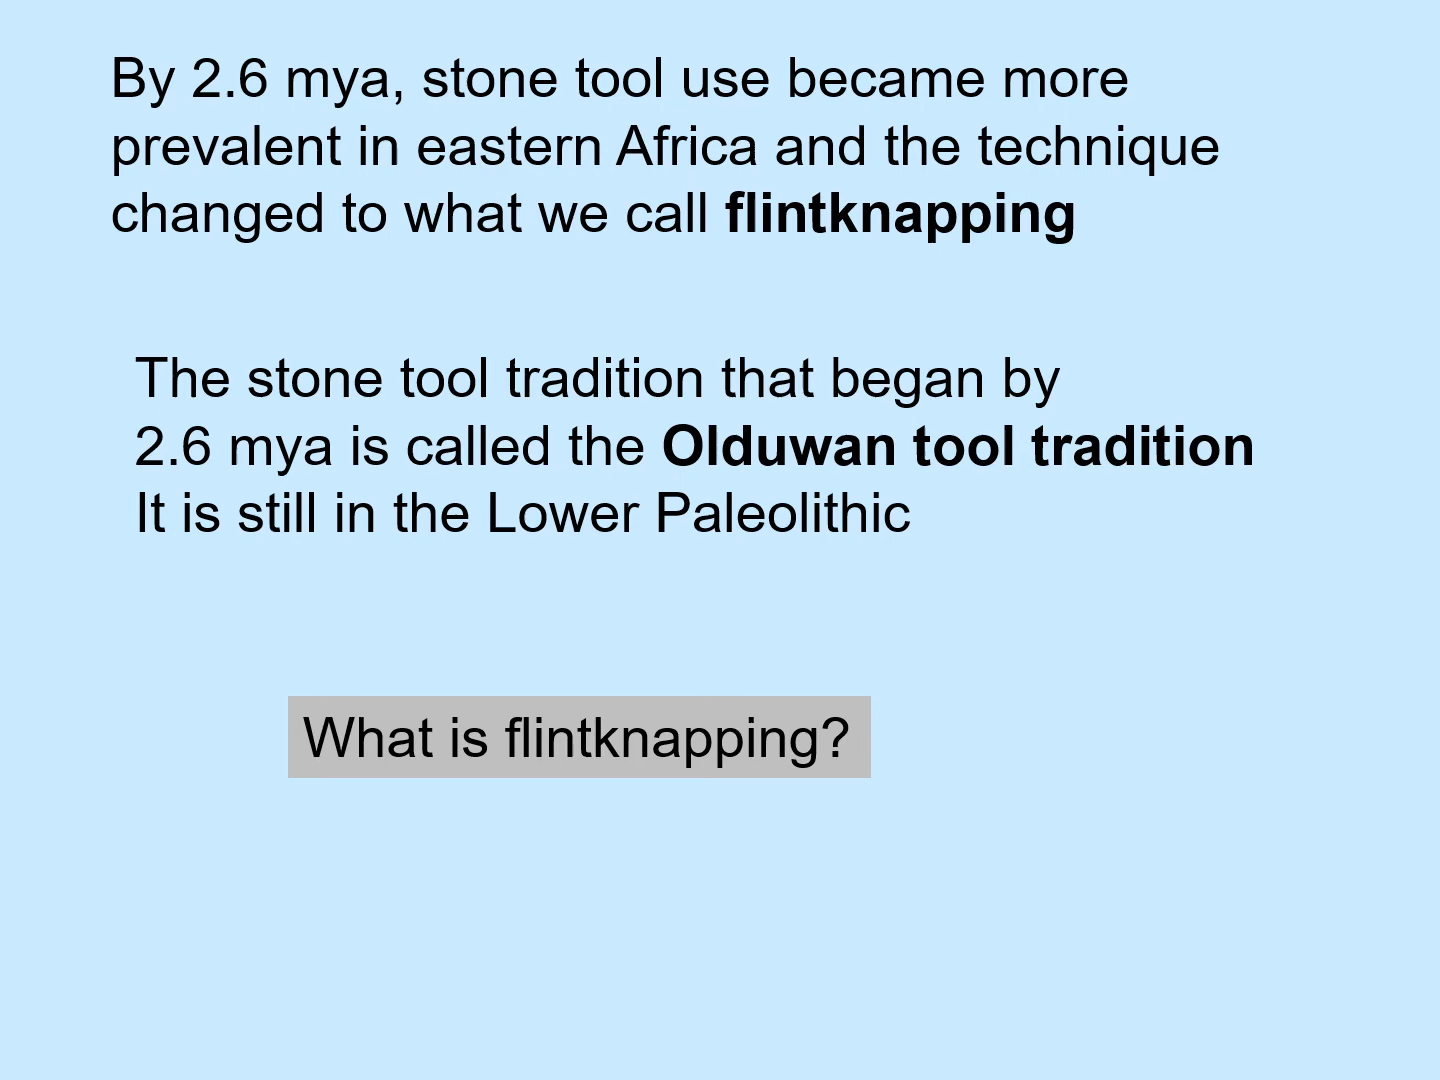 By 2.6 mya, stone tool use became more
prevalent in eastern Africa and the technique
changed to what we call flintknapping
The stone tool tradition that began by
2.6 mya is called the Olduwan tool tradition
It is still in the Lower Paleolithic
What is flintknapping?